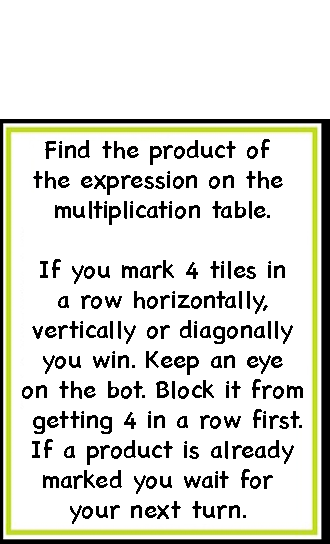 Find the product of
the expression on the
multiplication table.
If you mark 4 tiles in
a row horizontally,
vertically or diagonally
you win. Keep an eye
on the bot. Block it from
getting 4 in a row first.
If a product is already
marked you wait for
your next turn.